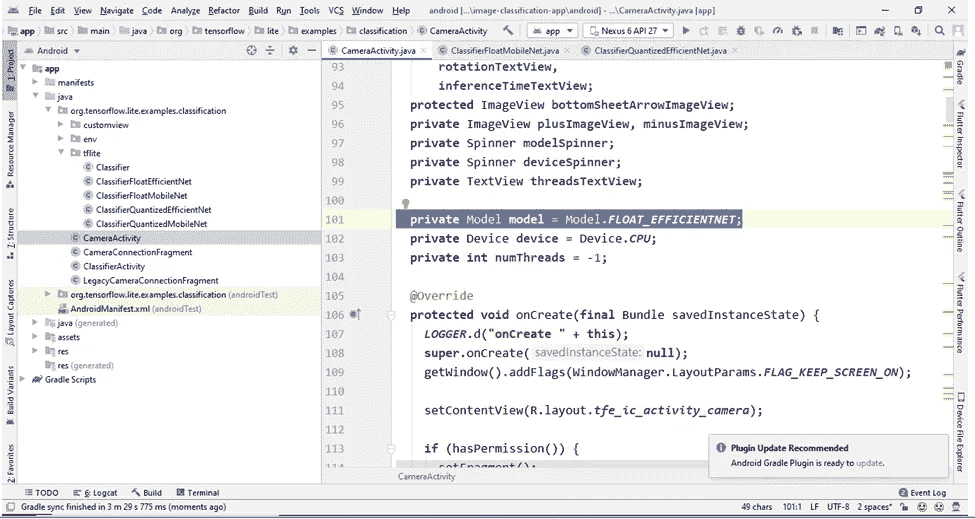 File Edit View Navigate Code Analyze Refactor Build Run Tools VCS Window Help android [...\image-classification-app\android] - ...\CameraActivity.java [app]
app src main java org tensorflow lite examples classification CameraActivity app Nexus 6 API 27
Android
CameraActivity.java ClassifierFloatMobileNet.java ClassifierQuantizedEfficientNet.java
1: Project
Resource Manager
Z: Structure
Layout Captures
Build Variants
2: Favorites
app
manifests
java
org.tensorflow.lite.examples.classification
customview
env
tflite
Classifier
ClassifierFloatEfficientNet
ClassifierFloatMobileNet
ClassifierQuantizedEfficientNet
ClassifierQuantizedMobileNet
CameraActivity
CameraConnectionFragment
ClassifierActivity
LegacyCameraConnectionFragment
org.tensorflow.lite.examples.classification (androidTest)
AndroidManifest.xml (androidTest)
java (generated)
assets
res
res (generated)
Gradle Scripts
93 rotationTextView,
94 inferenceTimeTextView;
95 protected ImageView bottomSheetArrowImageView;
96 private ImageView plusImageView, minusImageView;
97 private Spinner modelSpinner;
98 private Spinner deviceSpinner;
99 private TextView threadsTextView;
100
101 private Model model = Model.FLOAT_EFFICIENTNET;
102 private Device device = Device.CPU;
103 private int numThreads = -1;
104
105 @Override
106 protected void onCreate(final Bundle savedInstanceState) {
107 LOGGER.d("onCreate " + this);
108 super.onCreate( savedInstanceState: null);
109 getWindow().addFlags(WindowManager.LayoutParams.FLAG_KEEP_SCREEN_ON);
110
111 setContentView(R.layout.tfe_ic_activity_camera);
112
113 if (hasPermission()) {
114 setFragment();
CameraActivity
Gradle
Flutter Inspector
Flutter Outline
Flutter Performance
Device File Explorer
Plugin Update Recommended
Android Gradle Plugin is ready to update.
TODO 6: Logcat Build Terminal Event Log
Gradle sync finished in 3 m 29 s 775 ms (moments ago) 49 chars 101:1 LF UTF-8 2 spaces*